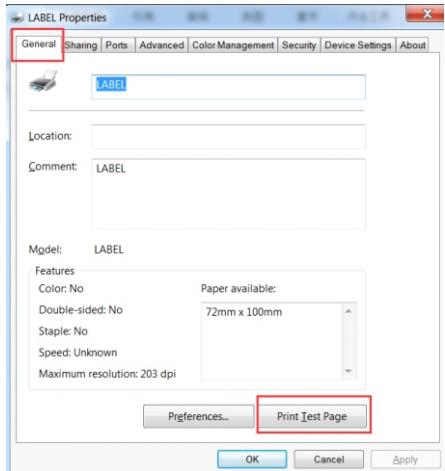 LABEL Properties
General Sharing Ports Advanced Color Management Security Device Settings About
LABEL
Location:
Comment: LABEL
Model: LABEL
Features
Color: No Paper available:
Double-sided: No 72mm x 100mm
Staple: No
Speed: Unknown
Maximum resolution: 203 dpi
Preferences... Print Test Page
OK Cancel Apply